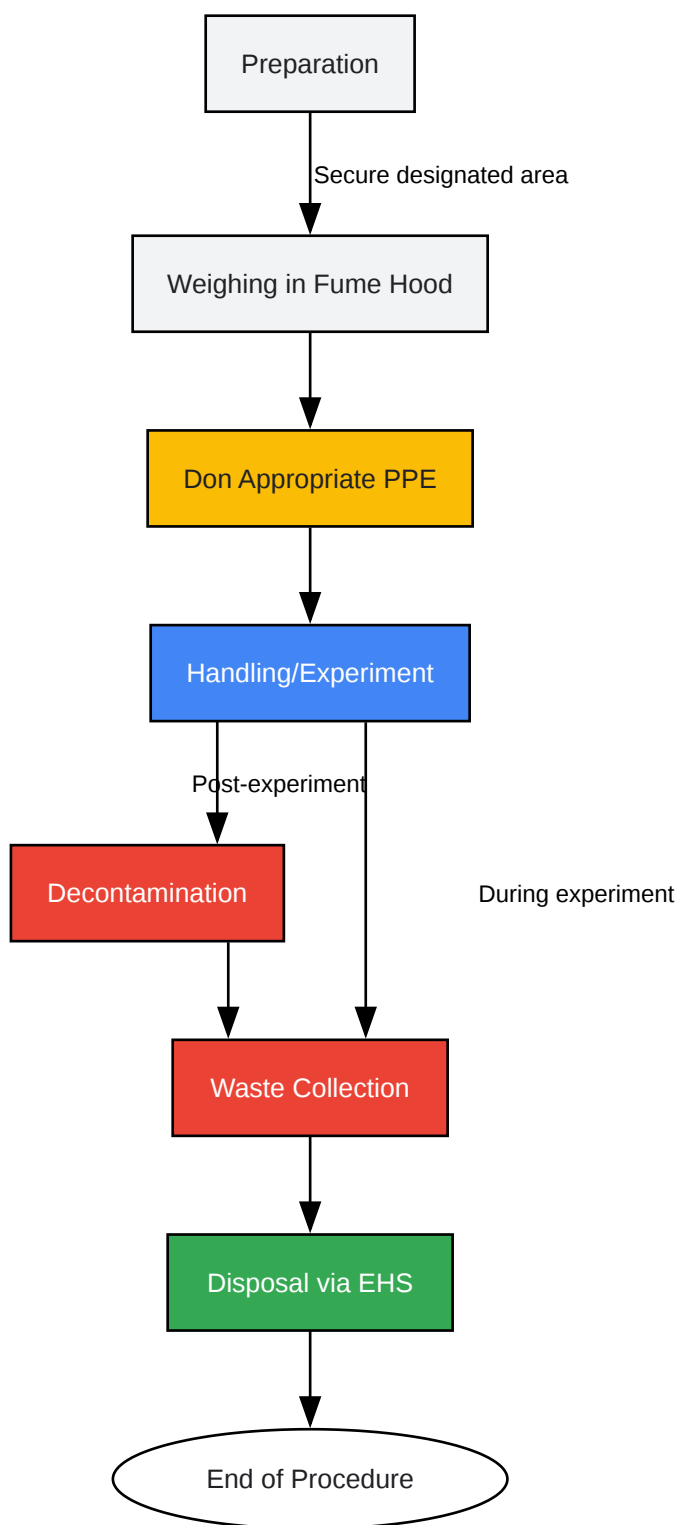 Preparation
Secure designated area
Weighing in Fume Hood
Don Appropriate PPE
Handling/Experiment
Post-experiment
Decontamination
During experiment
Waste Collection
Disposal via EHS
End of Procedure